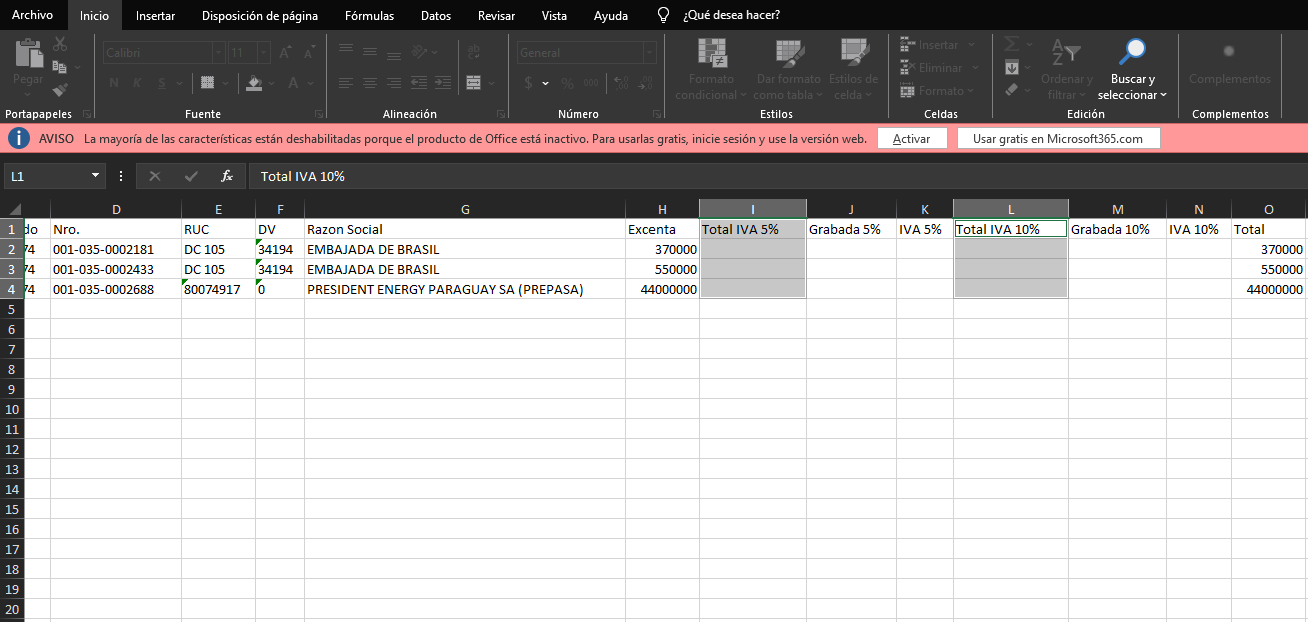 Archivo Inicio Insertar Disposición de página Fórmulas Datos Revisar Vista Ayuda ¿Qué desea hacer?
Pegar
Calibri 11
N K S A
General
$ % 000
Formato condicional
Dar formato como tabla
Estilos de celda
Insertar
Eliminar
Formato
Ordenar y filtrar
Buscar y seleccionar
Complementos
Portapapeles Fuente Alineación Número Estilos Celdas Edición Complementos
AVISO La mayoría de las características están deshabilitadas porque el producto de Office está inactivo. Para usarlas gratis, inicie sesión y use la versión web. Activar Usar gratis en Microsoft365.com
L1 fx Total IVA 10%
D E F G H I J K L M N O
1 do Nro. RUC DV Razon Social Excenta Total IVA 5% Grabada 5% IVA 5% Total IVA 10% Grabada 10% IVA 10% Total
2 74 001-035-0002181 DC 105 34194 EMBAJADA DE BRASIL 370000 370000
3 74 001-035-0002433 DC 105 34194 EMBAJADA DE BRASIL 550000 550000
4 74 001-035-0002688 80074917 0 PRESIDENT ENERGY PARAGUAY SA (PREPASA) 44000000 44000000
5
6
7
8
9
10
11
12
13
14
15
16
17
18
19
20